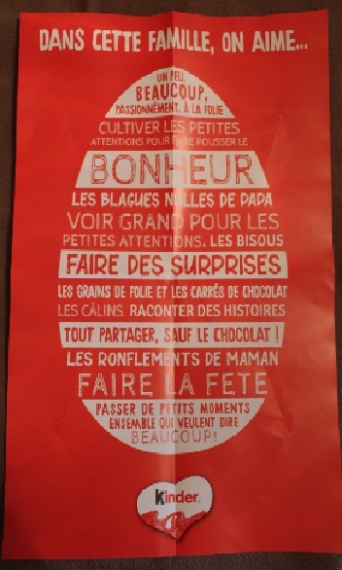 DANS CETTE FAMILLE, ON AIME...
UN PEU,
BEAUCOUP,
PASSIONNÉMENT, À LA FOLIE
CULTIVER LES PETITES
ATTENTIONS POUR FAIRE POUSSER LE
BONHEUR
LES BLAGUES NULLES DE PAPA
VOIR GRAND POUR LES
PETITES ATTENTIONS, LES BISOUS
FAIRE DES SURPRISES
LES GRAINS DE FOLIE ET LES CARRÉS DE CHOCOLAT
LES CÂLINS, RACONTER DES HISTOIRES
TOUT PARTAGER, SAUF LE CHOCOLAT !
LES RONFLEMENTS DE MAMAN
FAIRE LA FETE
PASSER DE PETITS MOMENTS
ENSEMBLE QUI VEULENT DIRE
BEAUCOUP!
Kinder